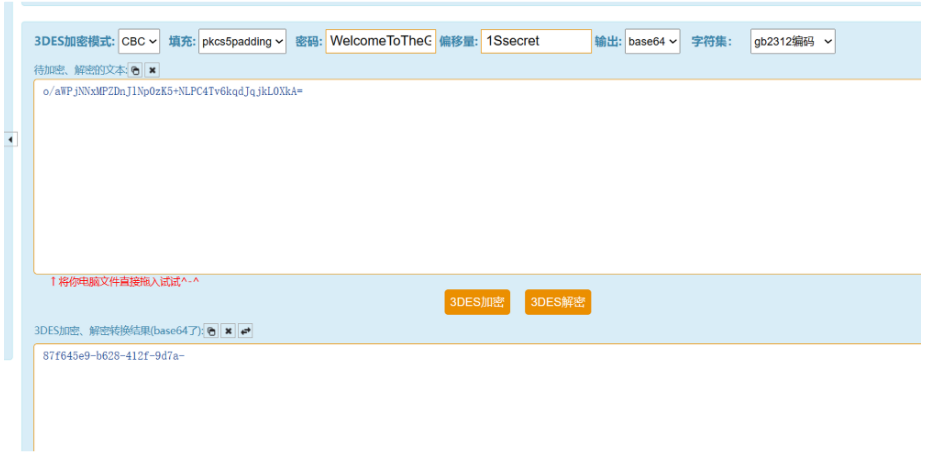 3DES加密模式: CBC 填充: pkcs5padding 密码: WelcomeToTheG 偏移量: 1Ssecret 输出: base64 字符集: gb2312编码
待加密、解密的文本:
o/aWPjNNxMPZDnJ1Np0zK5+NLPC4Tv6kqdJqjkL0XkA=
↑将你电脑文件直接拖入试试^-^
3DES加密 3DES解密
3DES加密、解密转换结果(base64了):
87f645e9-b628-412f-9d7a-